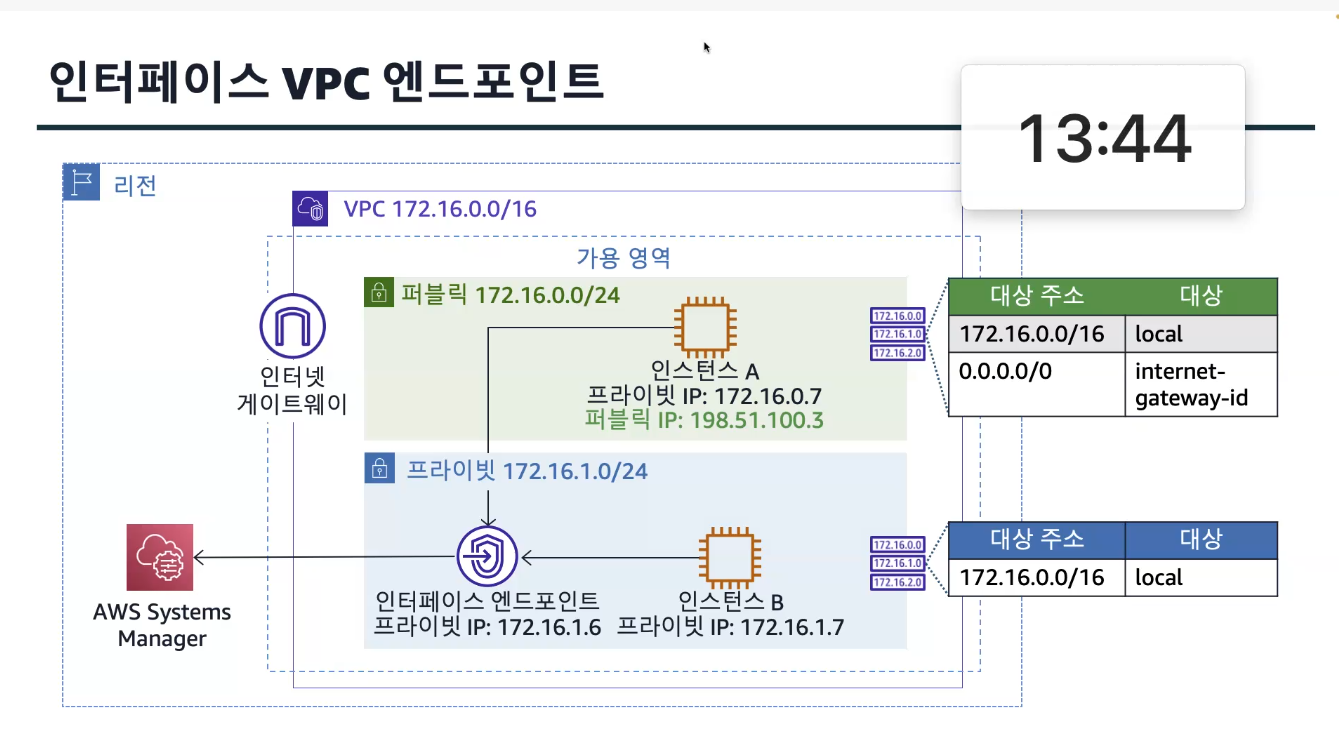 인터페이스 VPC 엔드포인트
13:44
리전
VPC 172.16.0.0/16
가용 영역
퍼블릭 172.16.0.0/24
인스턴스 A
프라이빗 IP: 172.16.0.7
퍼블릭 IP: 198.51.100.3
인터넷
게이트웨이
172.16.0.0
172.16.1.0
172.16.2.0
대상 주소 대상
172.16.0.0/16 local
0.0.0.0/0 internet-
gateway-id
프라이빗 172.16.1.0/24
인터페이스 엔드포인트
프라이빗 IP: 172.16.1.6
인스턴스 B
프라이빗 IP: 172.16.1.7
AWS Systems
Manager
172.16.0.0
172.16.1.0
172.16.2.0
대상 주소 대상
172.16.0.0/16 local